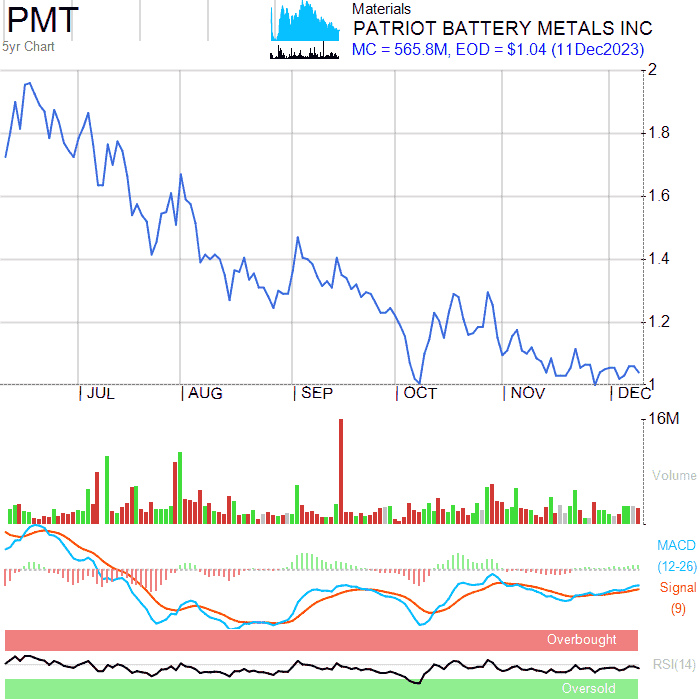 PMT
5yr Chart
Materials
PATRIOT BATTERY METALS INC
MC = 565.8M, EOD = $1.04 (11Dec2023)
2
1.8
1.6
1.4
1.2
1
JUL AUG SEP OCT NOV DEC
16M
Volume
MACD
(12-26)
Signal
(9)
Overbought
RSI(14)
Oversold